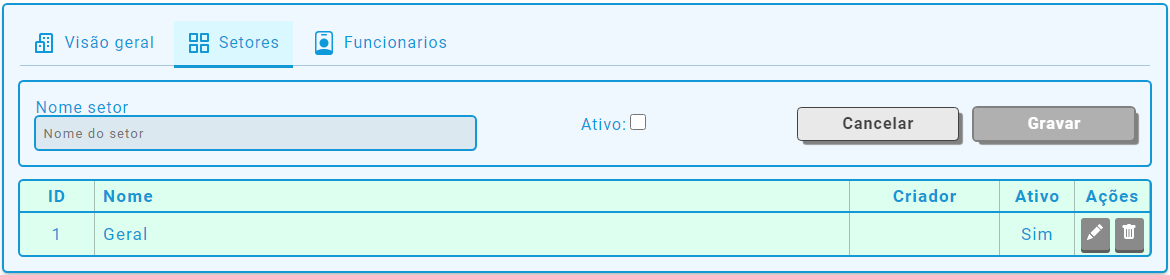 Visão geral Setores Funcionarios
Nome setor
Nome do setor Ativo: Cancelar Gravar
ID Nome Criador Ativo Ações
1 Geral Sim